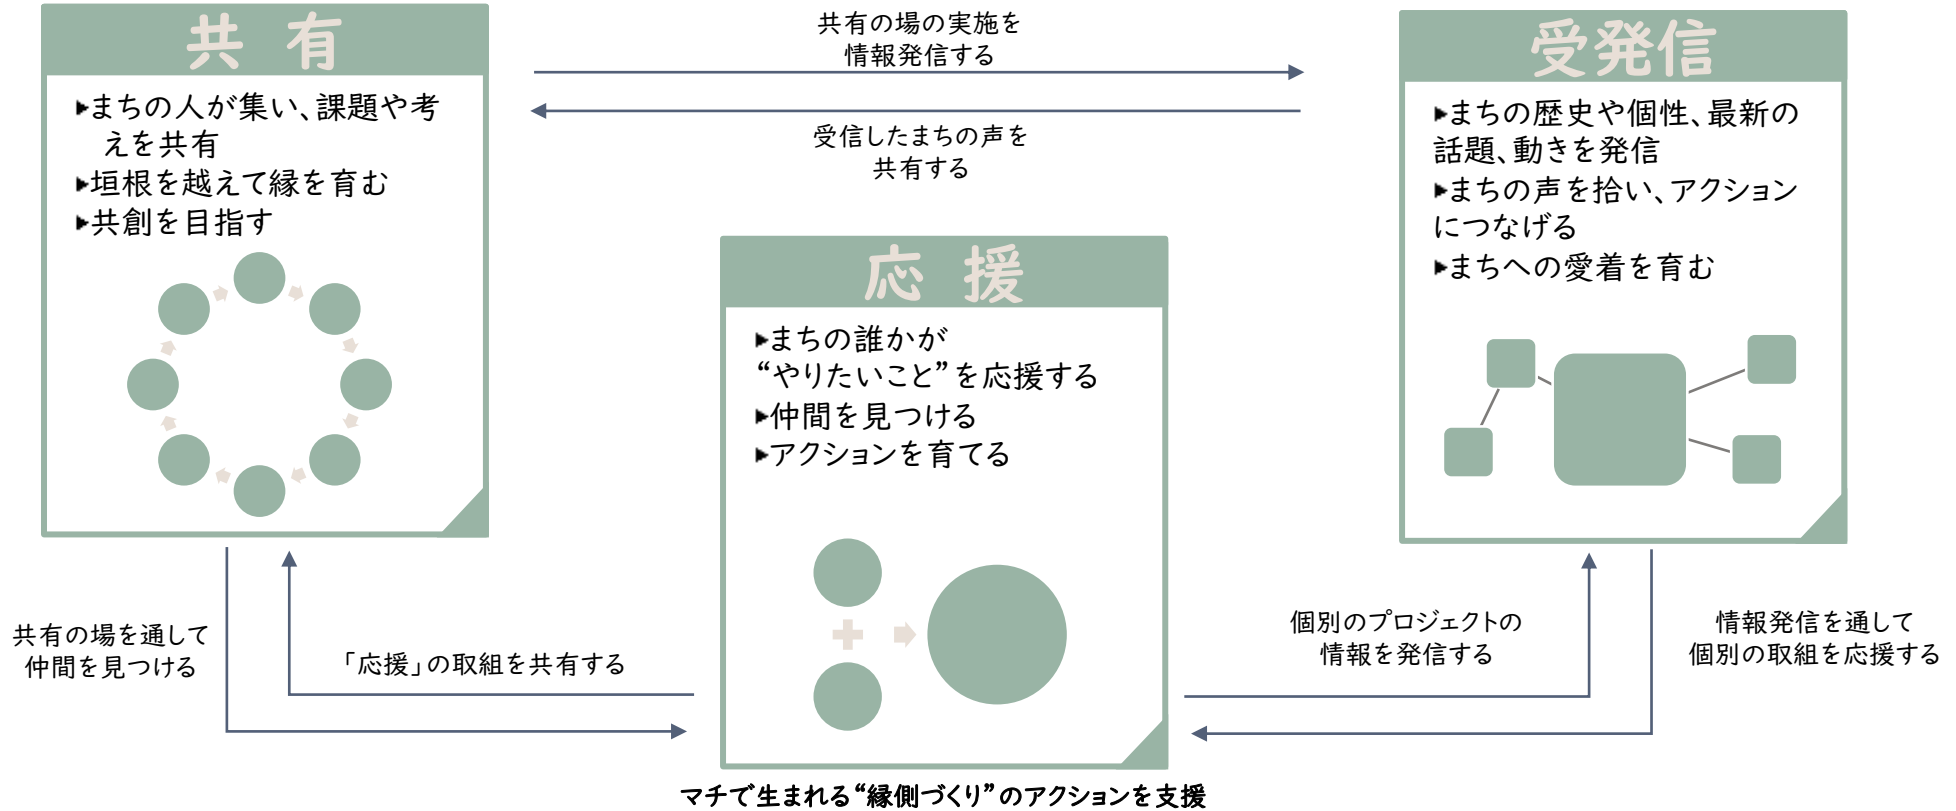 共有
▶まちの人が集い、課題や考
えを共有
▶垣根を越えて縁を育む
▶共創を目指す
共有の場の実施を
情報発信する
受信したまちの声を
共有する
受発信
▶まちの歴史や個性、最新の
話題、動きを発信
▶まちの声を拾い、アクション
につなげる
▶まちへの愛着を育む
応援
▶まちの誰かが
“やりたいこと”を応援する
▶仲間を見つける
▶アクションを育てる
共有の場を通して
仲間を見つける
「応援」の取組を共有する
個別のプロジェクトの
情報を発信する
情報発信を通して
個別の取組を応援する
マチで生まれる“縁側づくり”のアクションを支援